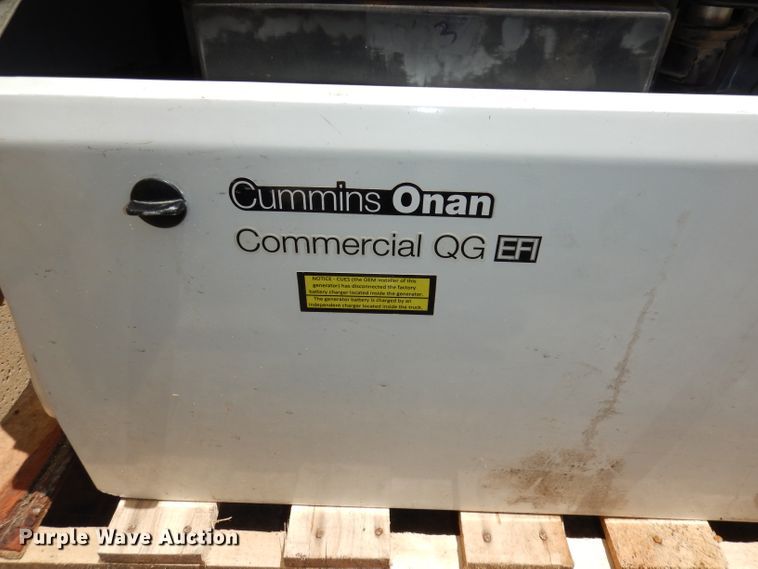 3
Cummins Onan
Commercial QG EFI
NOTICE - CUES (the OEM installer of this
generator) has disconnected the factory
battery charger located inside the generator.
The generator battery is charged by an
independent charger located inside the truck.
Purple Wave Auction